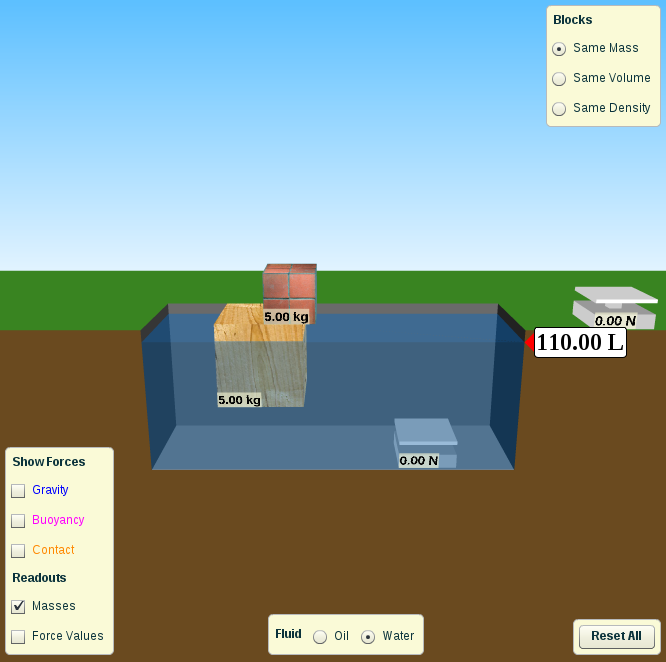 Blocks
Same Mass
Same Volume
Same Density
5.00 kg
0.00 N
110.00 L
5.00 kg
0.00 N
Show Forces
Gravity
Buoyancy
Contact
Readouts
Masses
Force Values
Fluid Oil Water
Reset All